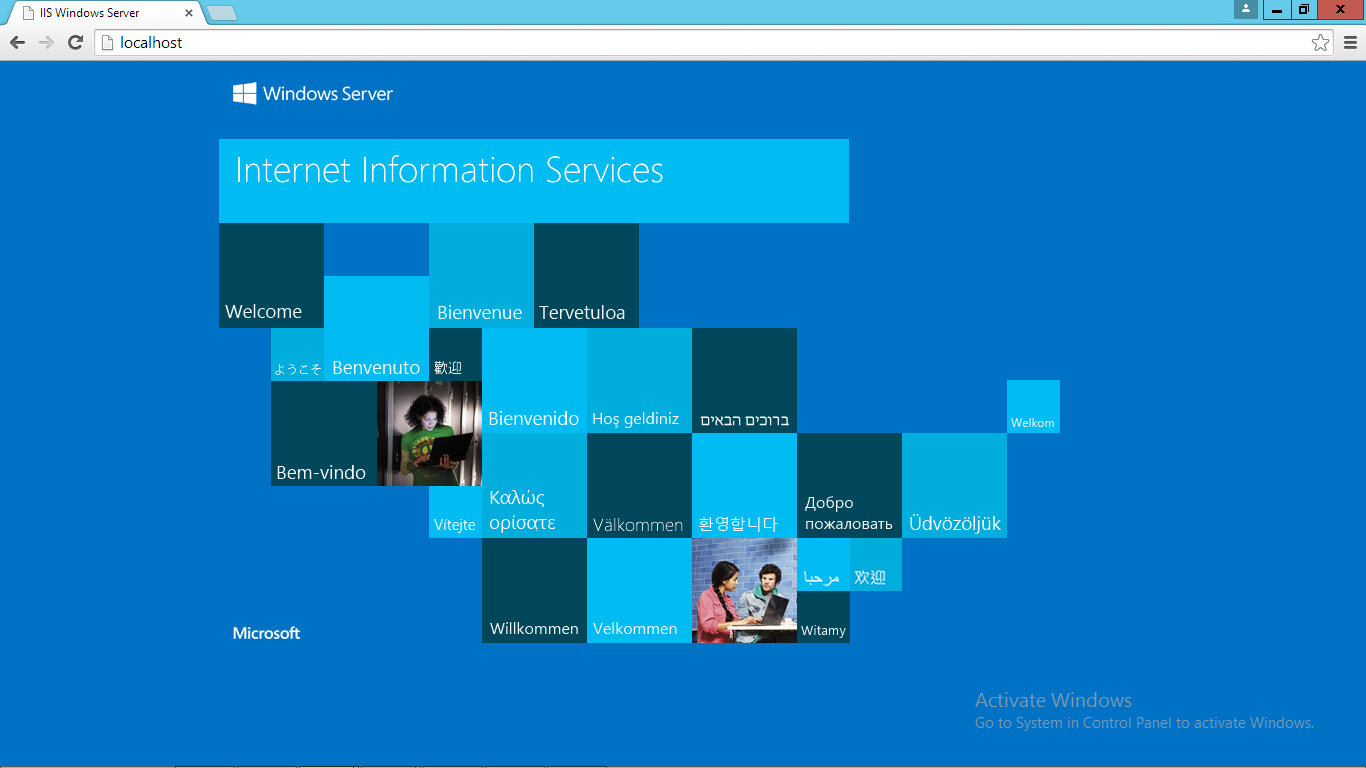 IIS Windows Server
localhost
Windows Server
Internet Information Services
Welcome
Bienvenue
Tervetuloa
ようこそ
Benvenuto
歡迎
Bienvenido
Hoş geldiniz
ברוכים הבאים
Welkom
Bem-vindo
Vítejte
Καλώς
ορίσατε
Välkommen
환영합니다
Добро
пожаловать
Üdvözöljük
Willkommen
Velkommen
مرحبا
欢迎
Witamy
Microsoft
Activate Windows
Go to System in Control Panel to activate Windows.